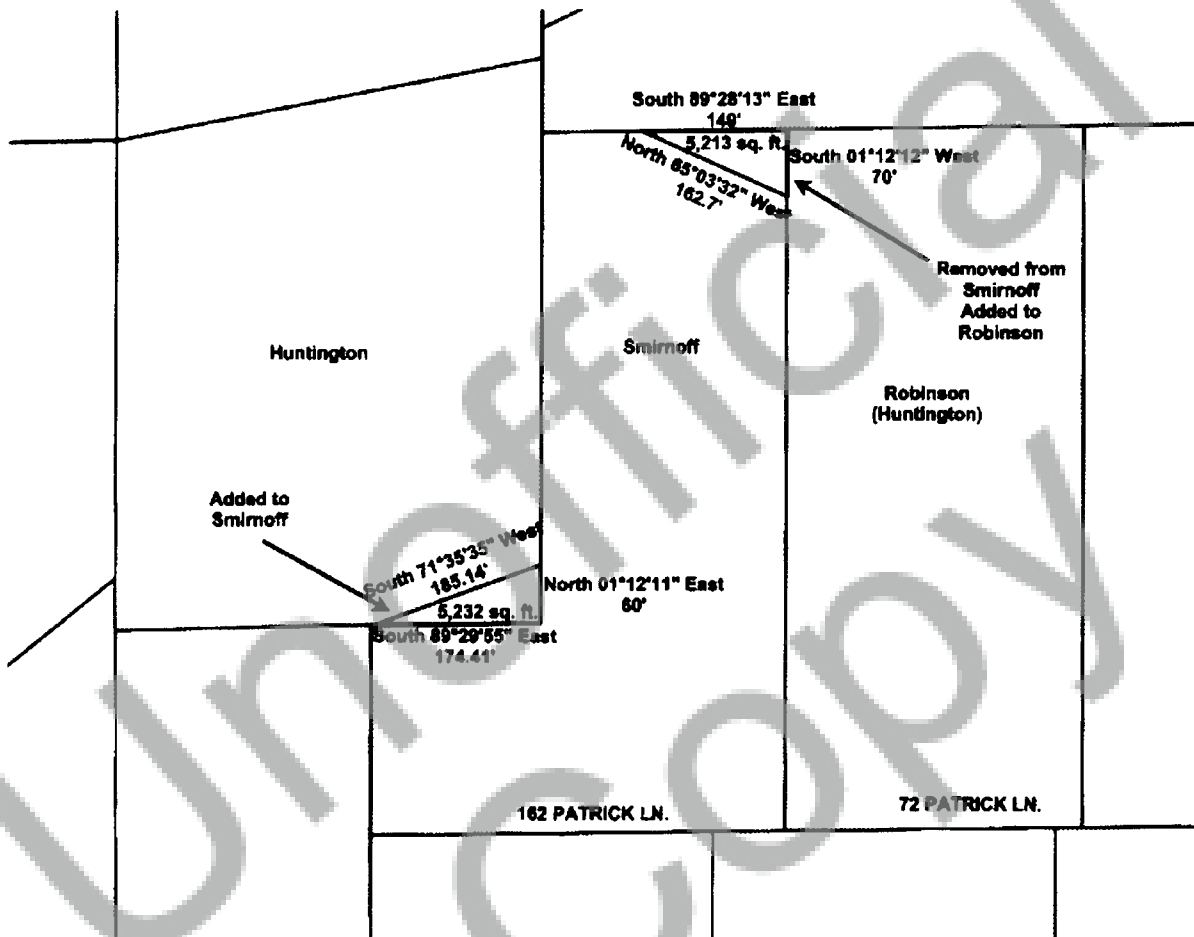 South 89°28'13" East
149'
5,213 sq. ft.
North 65°03'32" West
162.7'
South 01°12'12" West
70'
Removed from
Smirnoff
Added to
Robinson
Huntington
Smirnoff
Robinson
(Huntington)
Added to
Smirnoff
South 71°35'35" West
185.14'
North 01°12'11" East
60'
5,232 sq. ft.
South 89°29'55" East
174.41'
162 PATRICK LN.
72 PATRICK LN.
Unofficial
Copy